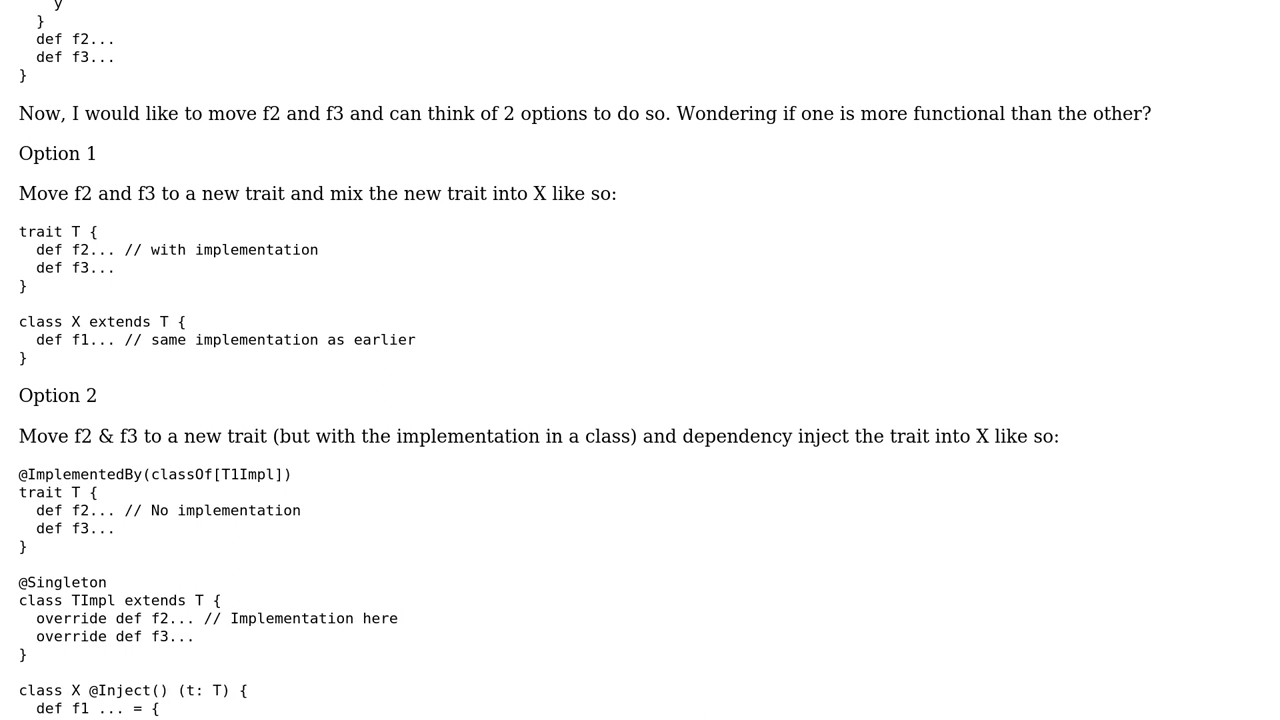 y
  }
  def f2...
  def f3...
}
Now, I would like to move f2 and f3 and can think of 2 options to do so. Wondering if one is more functional than the other?
Option 1
Move f2 and f3 to a new trait and mix the new trait into X like so:
trait T {
  def f2... // with implementation
  def f3...
}
class X extends T {
  def f1... // same implementation as earlier
}
Option 2
Move f2 & f3 to a new trait (but with the implementation in a class) and dependency inject the trait into X like so:
@ImplementedBy(classOf[T1Impl])
trait T {
  def f2... // No implementation
  def f3...
}
@Singleton
class TImpl extends T {
  override def f2... // Implementation here
  override def f3...
}
class X @Inject() (t: T) {
  def f1 ... = {